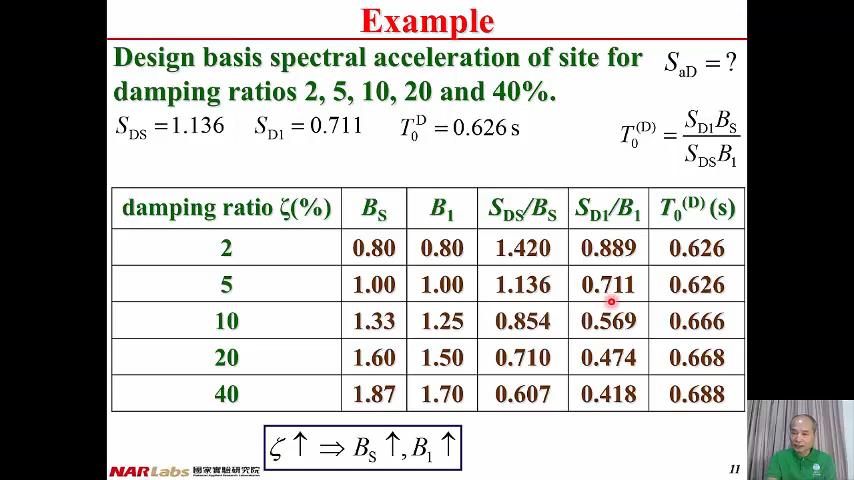 Example
Design basis spectral acceleration of site for
damping ratios 2, 5, 10, 20 and 40%.
S_aD = ?
S_DS = 1.136 S_D1 = 0.711 T_0^D = 0.626 s
T_0^(D) = S_D1 B_S / S_DS B_1
damping ratio ζ(%) B_S B_1 S_DS/B_S S_D1/B_1 T_0^(D) (s)
2 0.80 0.80 1.420 0.889 0.626
5 1.00 1.00 1.136 0.711 0.626
10 1.33 1.25 0.854 0.569 0.666
20 1.60 1.50 0.710 0.474 0.668
40 1.87 1.70 0.607 0.418 0.688
ζ ↑ ⇒ B_S ↑, B_1 ↑
NARLabs 國家實驗研究院
National Applied Research Laboratories
11